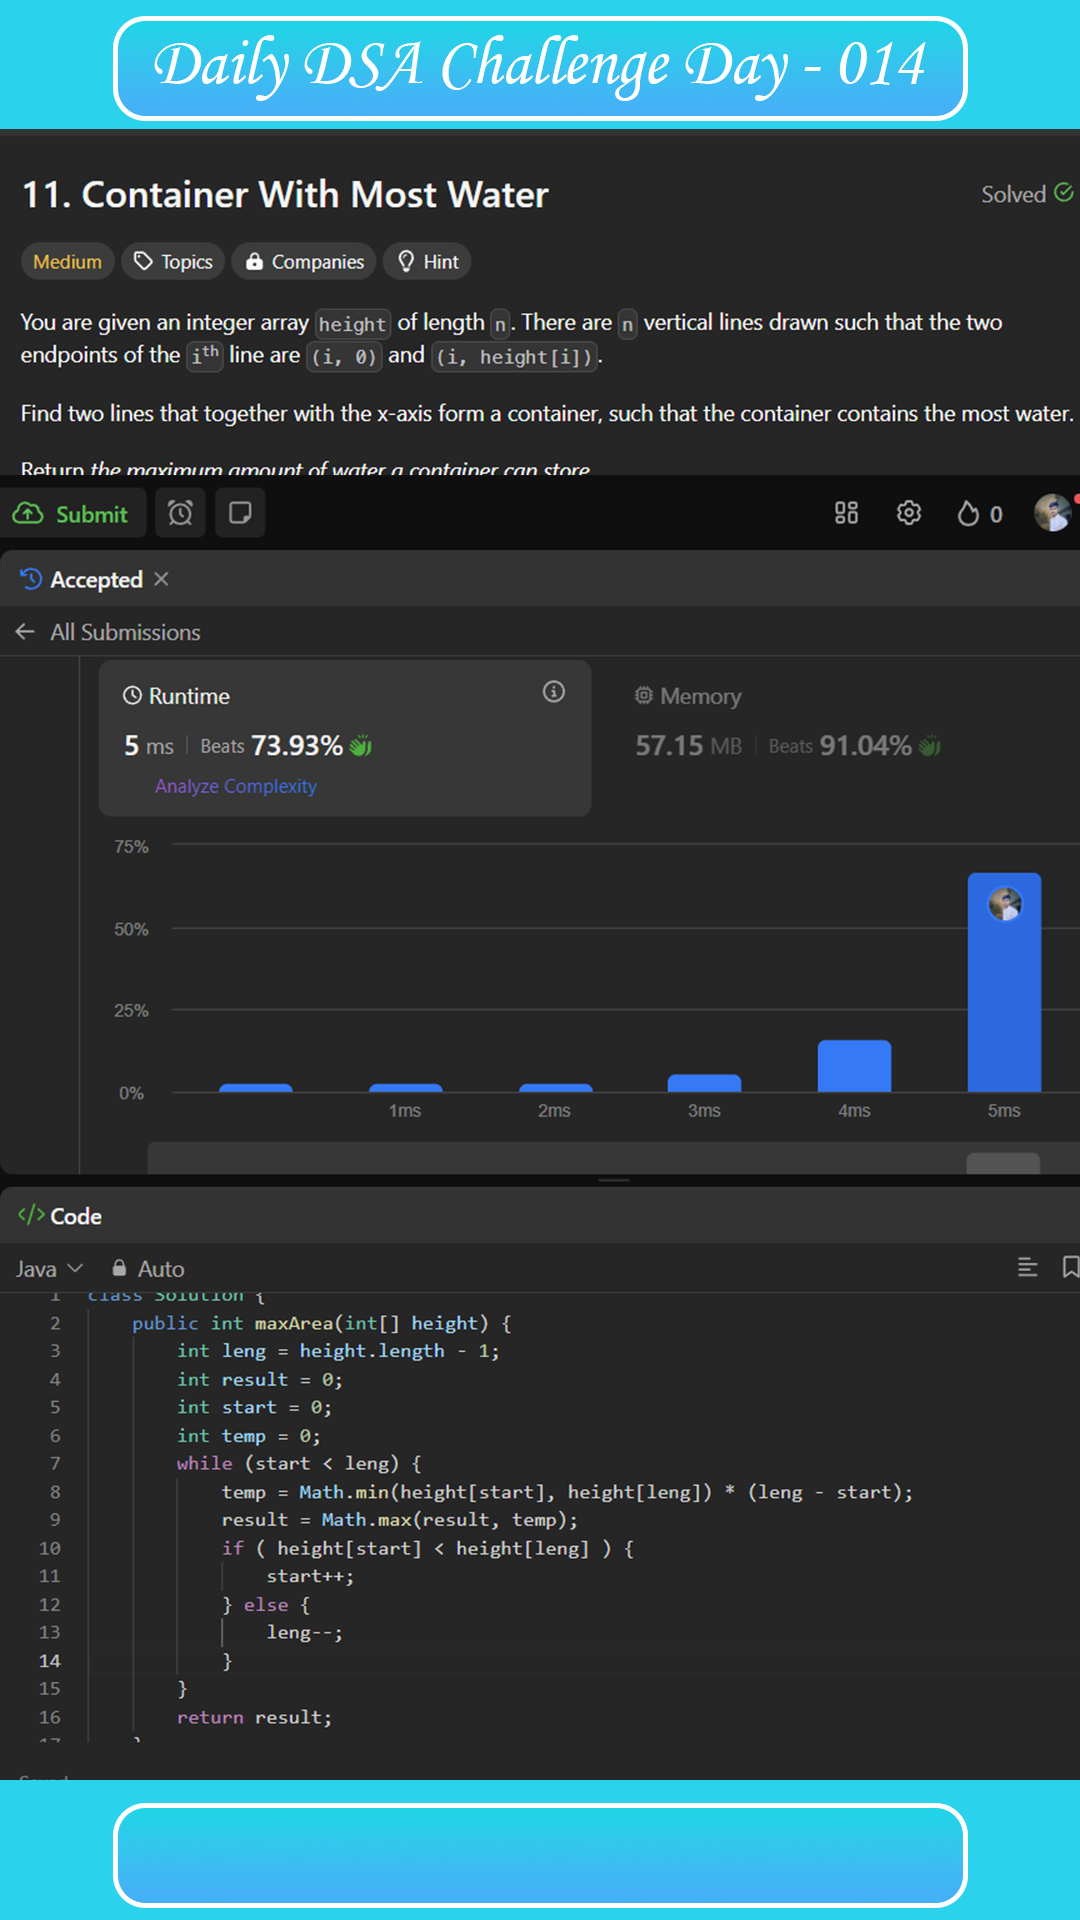 Daily DSA Challenge Day - 014
11. Container With Most Water
Solved
Medium Topics Companies Hint
You are given an integer array height of length n. There are n vertical lines drawn such that the two
endpoints of the ith line are (i, 0) and (i, height[i]).
Find two lines that together with the x-axis form a container, such that the container contains the most water.
Return the maximum amount of water a container can store
Submit 0
Accepted
All Submissions
Runtime Memory
5 ms | Beats 73.93% 57.15 MB | Beats 91.04%
Analyze Complexity
75%
50%
25%
0%
1ms 2ms 3ms 4ms 5ms
</> Code
Java Auto
1 class Solution {
2 public int maxArea(int[] height) {
3 int leng = height.length - 1;
4 int result = 0;
5 int start = 0;
6 int temp = 0;
7 while (start < leng) {
8 temp = Math.min(height[start], height[leng]) * (leng - start);
9 result = Math.max(result, temp);
10 if ( height[start] < height[leng] ) {
11 start++;
12 } else {
13 leng--;
14 }
15 }
16 return result;
17